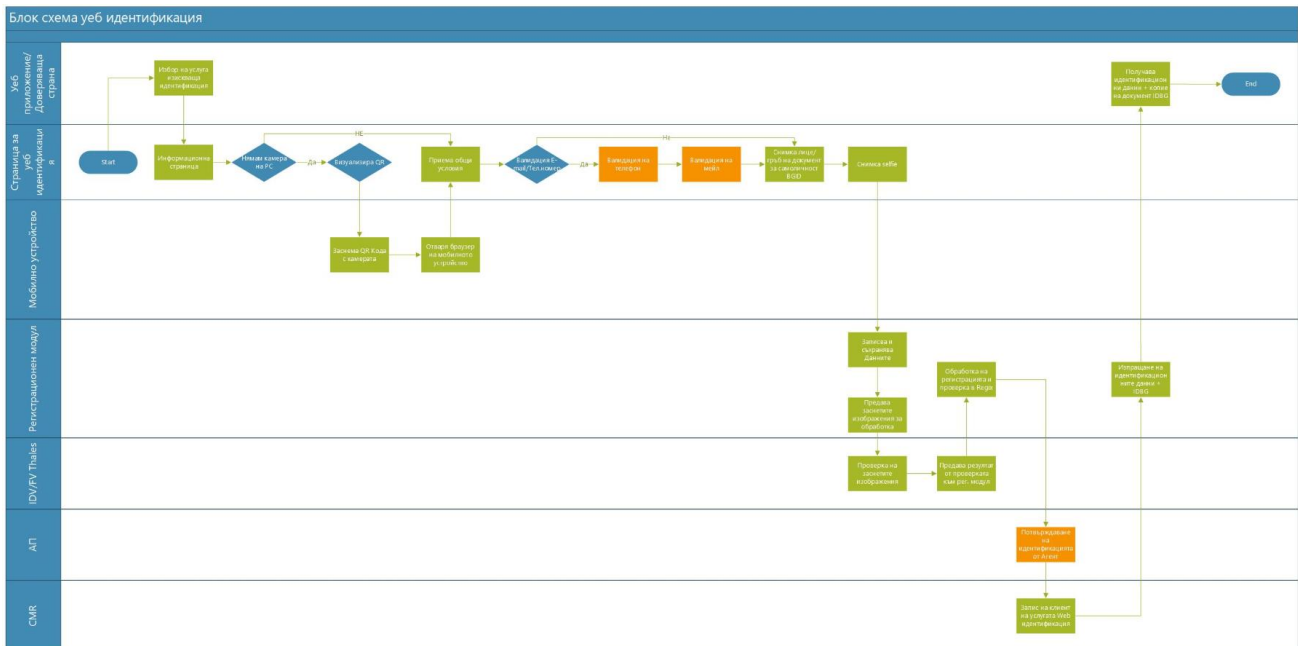 Блок схема уеб идентификация
Уеб
приложение/
Доверяваща
страна
Избор на услуга
изискваща
идентификация
Получава
идентификацион
ни данни + копие
на документ IDBG
End
Страница за
уеб
идентификаци
я
Start
Информационна
страница
Нямам камера
на PC
НЕ
Да
Визуализира QR
Приема общи
условия
Валидация E-
mail/Тел.номер
Не
Да
Валидация на
телефон
Валидация на
мейл
Снимка лице/
гръб на документ
за самоличност
BGID
Снимка selfie
Мобилно устройство
Заснема QR Кода
с камерата
Отваря браузер
на мобилното
устройство
Регистрационен модул
Записва и
съхранява
Данните
Предава
заснетите
изображения за
обработка
Обработка на
регистрацията и
проверка в Regix
Изпращане на
идентификацион
ните данни +
IDBG
IDV/FV Thales
Проверка на
заснетите
изображения
Предава резултат
от проверката
към рег. модул
АП
Потвърждаване
на
идентификацията
от Агент
CMR
Запис на клиент
на услугата Web
идентификация